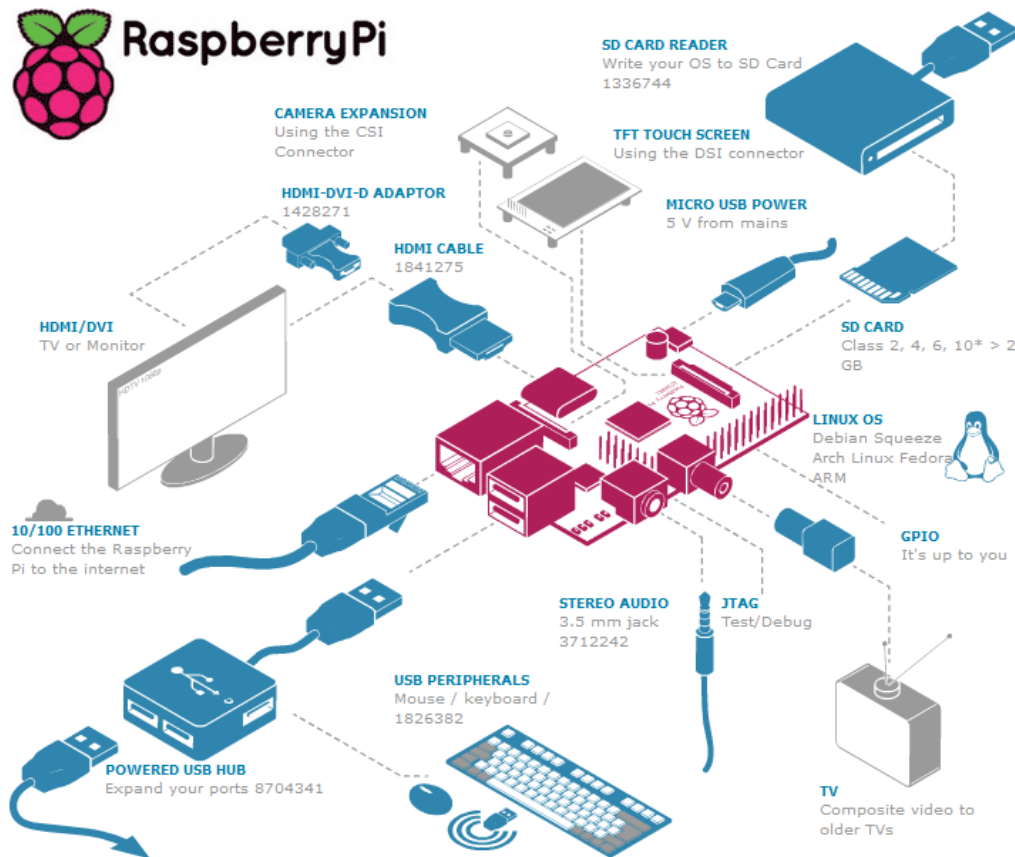 RaspberryPi
SD CARD READER
Write your OS to SD Card
1336744
CAMERA EXPANSION
Using the CSI
Connector
TFT TOUCH SCREEN
Using the DSI connector
HDMI-DVI-D ADAPTOR
1428271
MICRO USB POWER
5 V from mains
HDMI CABLE
1841275
HDMI/DVI
TV or Monitor
HDTV 1080p
SD CARD
Class 2, 4, 6, 10* > 2
GB
LINUX OS
Debian Squeeze
Arch Linux Fedora
ARM
10/100 ETHERNET
Connect the Raspberry
Pi to the internet
GPIO
It's up to you
STEREO AUDIO
3.5 mm jack
3712242
JTAG
Test/Debug
USB PERIPHERALS
Mouse / keyboard /
1826382
POWERED USB HUB
Expand your ports 8704341
TV
Composite video to
older TVs